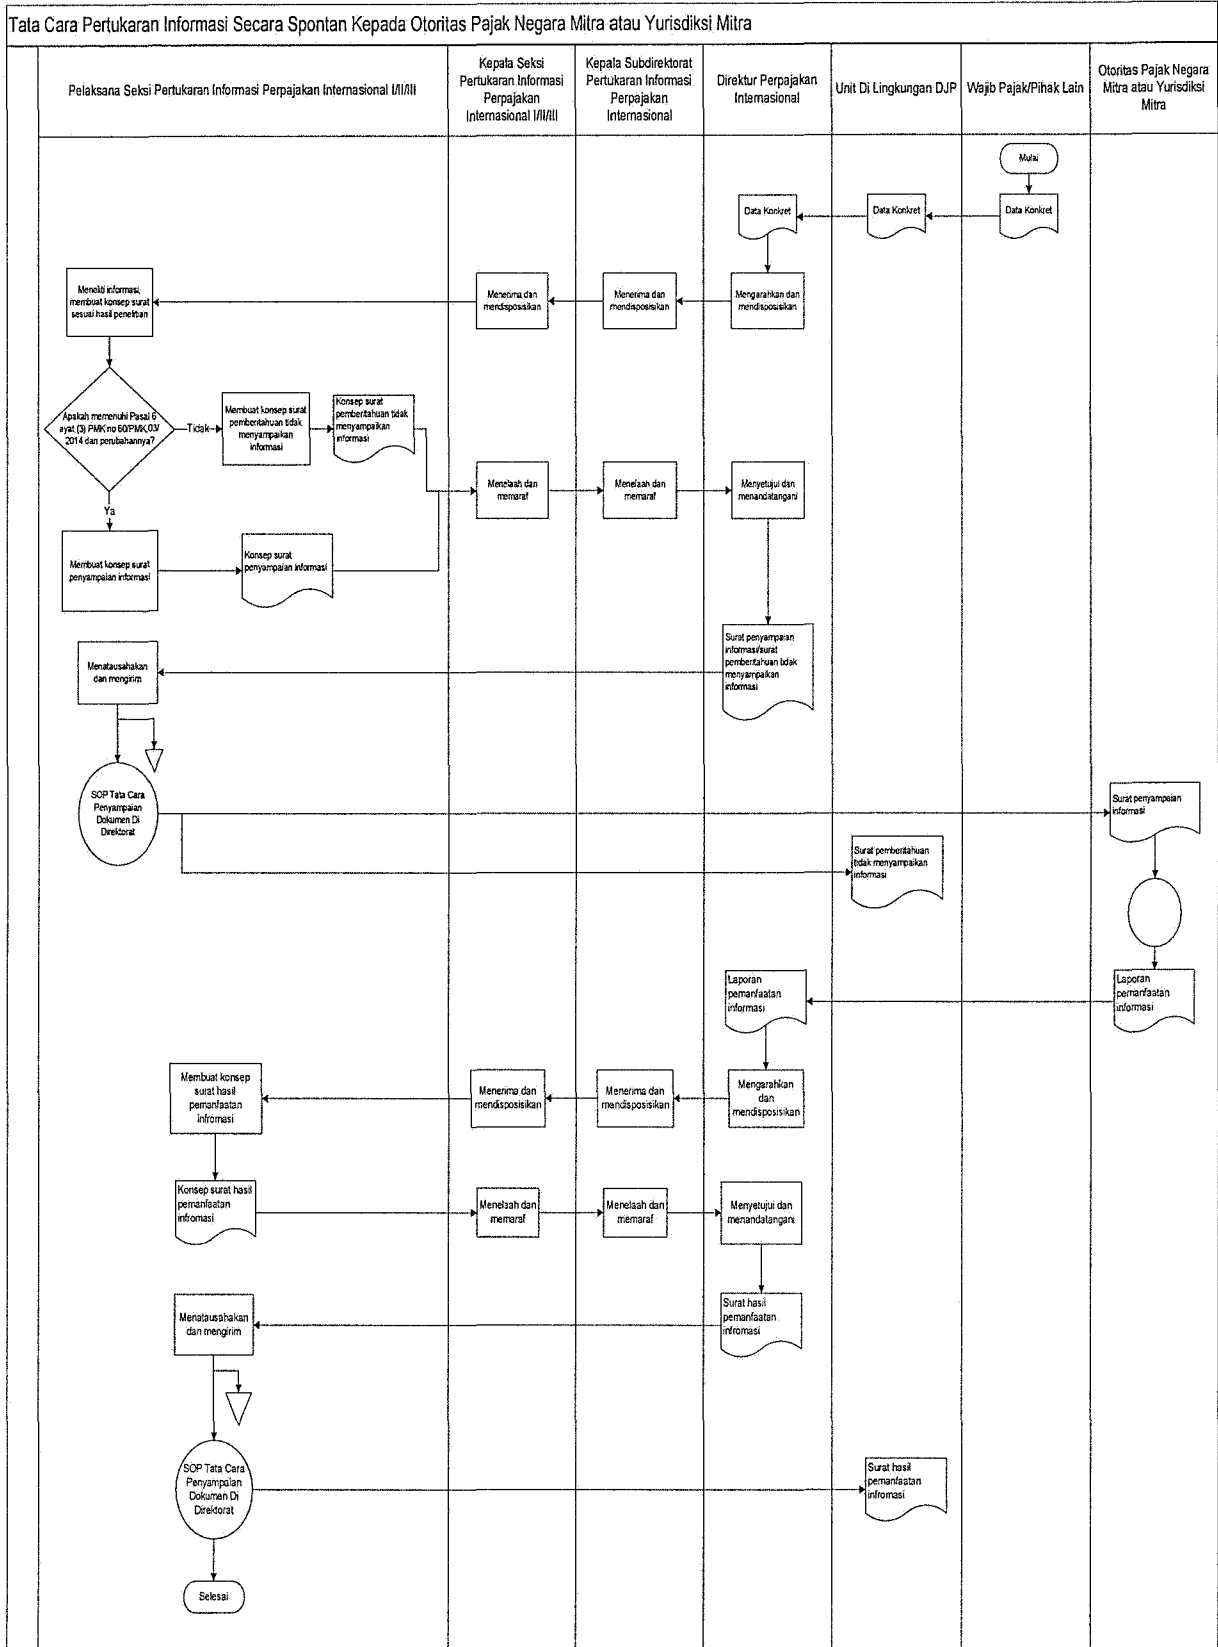 Tata Cara Pertukaran Informasi Secara Spontan Kepada Otoritas Pajak Negara Mitra atau Yurisdiksi Mitra
Pelaksana Seksi Pertukaran Informasi Perpajakan Internasional I/II/III
Kepala Seksi
Pertukaran Informasi
Perpajakan
Internasional I/II/III
Kepala Subdirektorat
Pertukaran Informasi
Perpajakan
Internasional
Direktur Perpajakan
Internasional
Unit Di Lingkungan DJP
Wajib Pajak/Pihak Lain
Otoritas Pajak Negara
Mitra atau Yurisdiksi
Mitra
Mulai
Data Konkret
Data Konkret
Data Konkret
Meneliti informasi,
membuat konsep surat
sesuai hasil penelitian
Menerima dan
mendisposisikan
Menerima dan
mendisposisikan
Mengarahkan dan
mendisposisikan
Apakah memenuhi Pasal 6
ayat (3) PMK no 60/PMK.03/
2014 dan perubahannya?
Tidak
Membuat konsep surat
pemberitahuan tidak
menyampaikan
informasi
Konsep surat
pemberitahuan tidak
menyampaikan
informasi
Menelaah dan
memaraf
Menelaah dan
memaraf
Menyetujui dan
menandatangani
Ya
Membuat konsep surat
penyampaian informasi
Konsep surat
penyampaian informasi
Menatausahakan
dan mengirim
Surat penyampaian
informasi/surat
pemberitahuan tidak
menyampaikan
informasi
SOP Tata Cara
Penyampaian
Dokumen Di
Direktorat
Surat penyampaian
informasi
Surat pemberitahuan
tidak menyampaikan
informasi
Laporan
pemanfaatan
informasi
Laporan
pemanfaatan
informasi
Membuat konsep
surat hasil
pemanfaatan
infromasi
Menerima dan
mendisposisikan
Menerima dan
mendisposisikan
Mengarahkan
dan
mendisposisikan
Konsep surat hasil
pemanfaatan
infromasi
Menelaah dan
memaraf
Menelaah dan
memaraf
Menyetujui dan
menandatangani
Menatausahakan
dan mengirim
Surat hasil
pemanfaatan
infromasi
SOP Tata Cara
Penyampaian
Dokumen Di
Direktorat
Surat hasil
pemanfaatan
infromasi
Selesai